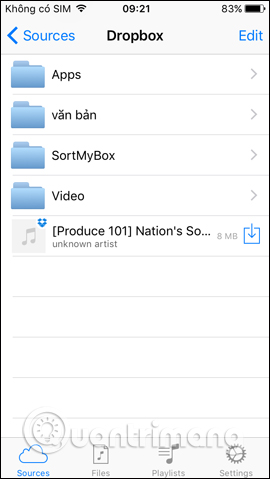 Không có SIM 09:21 83%
Sources Dropbox Edit
Apps
văn bản
SortMyBox
Video
[Produce 101] Nation's So...
unknown artist
8 MB
Quantrimang
Sources Files Playlists Settings